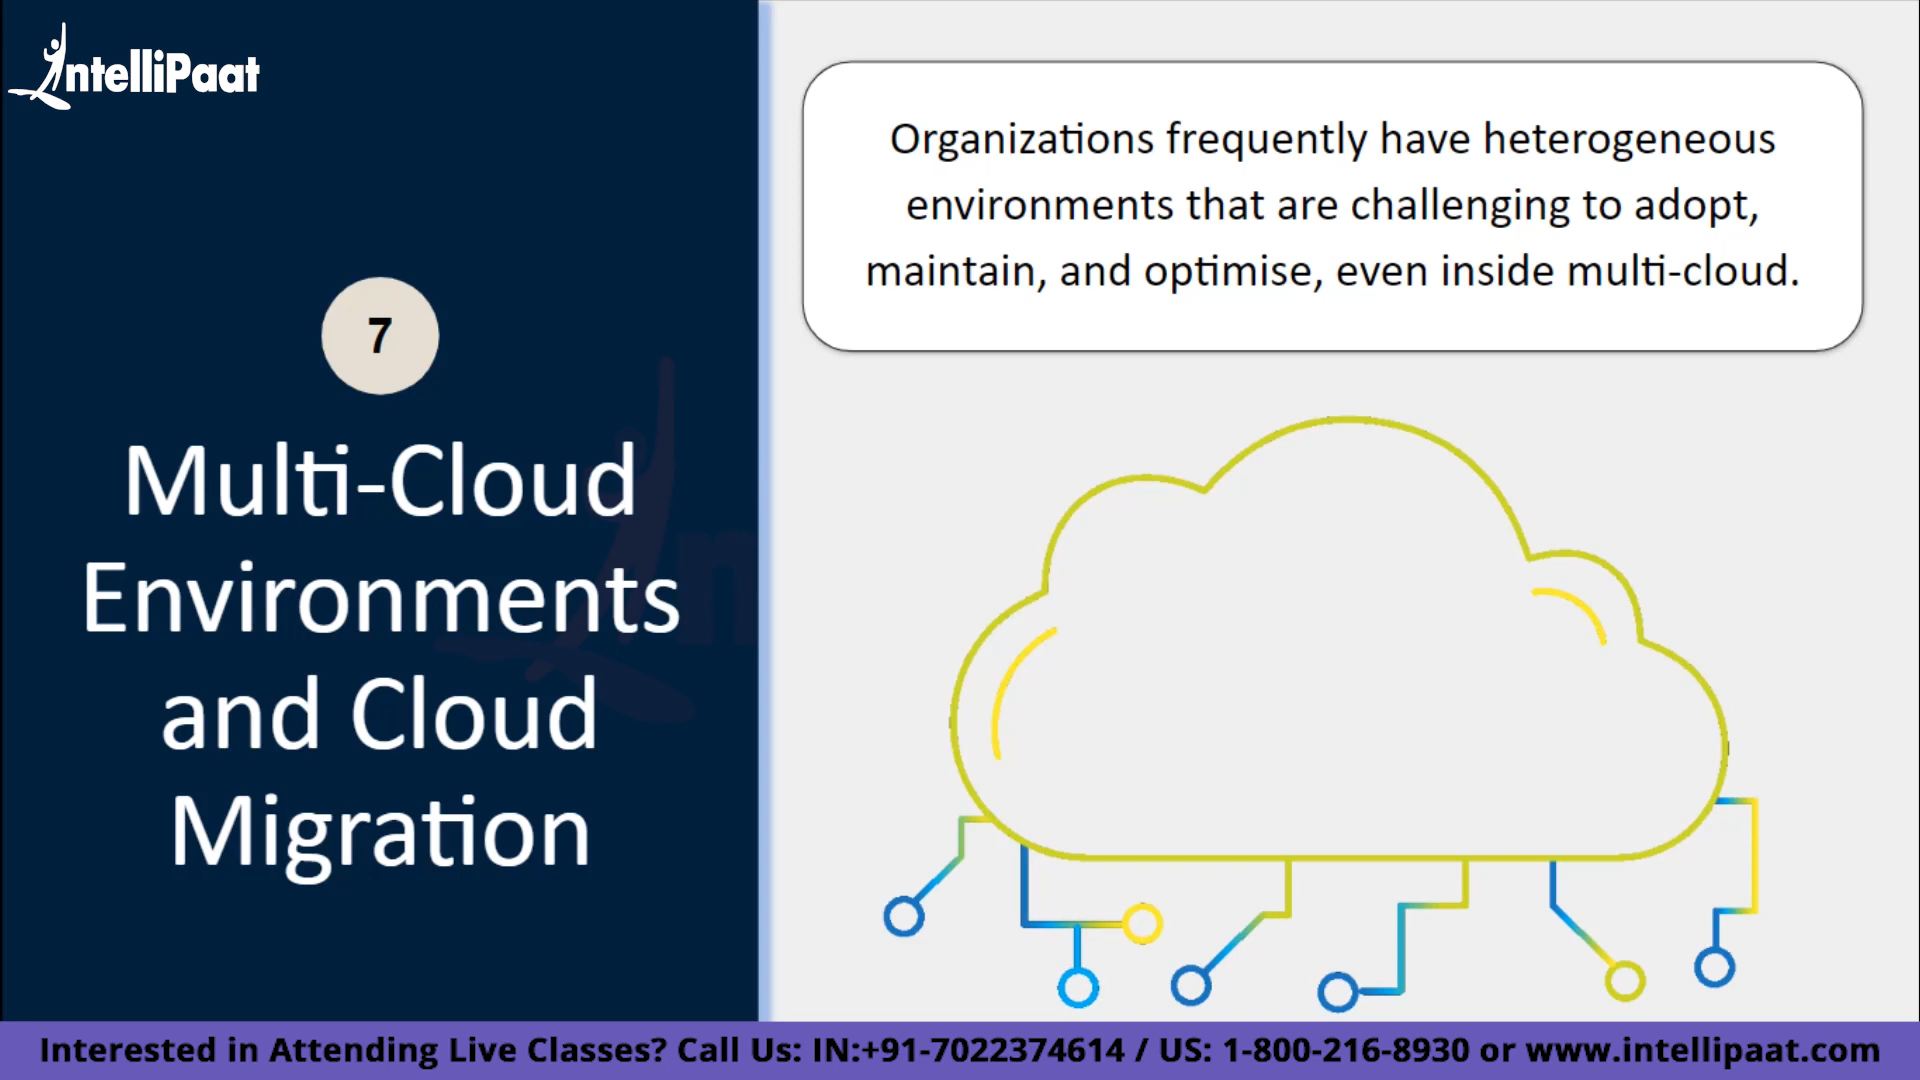 IntelliPaat
7
Multi-Cloud
Environments
and Cloud
Migration
Organizations frequently have heterogeneous
environments that are challenging to adopt,
maintain, and optimise, even inside multi-cloud.
Interested in Attending Live Classes? Call Us: IN:+91-7022374614 / US: 1-800-216-8930 or www.intellipaat.com